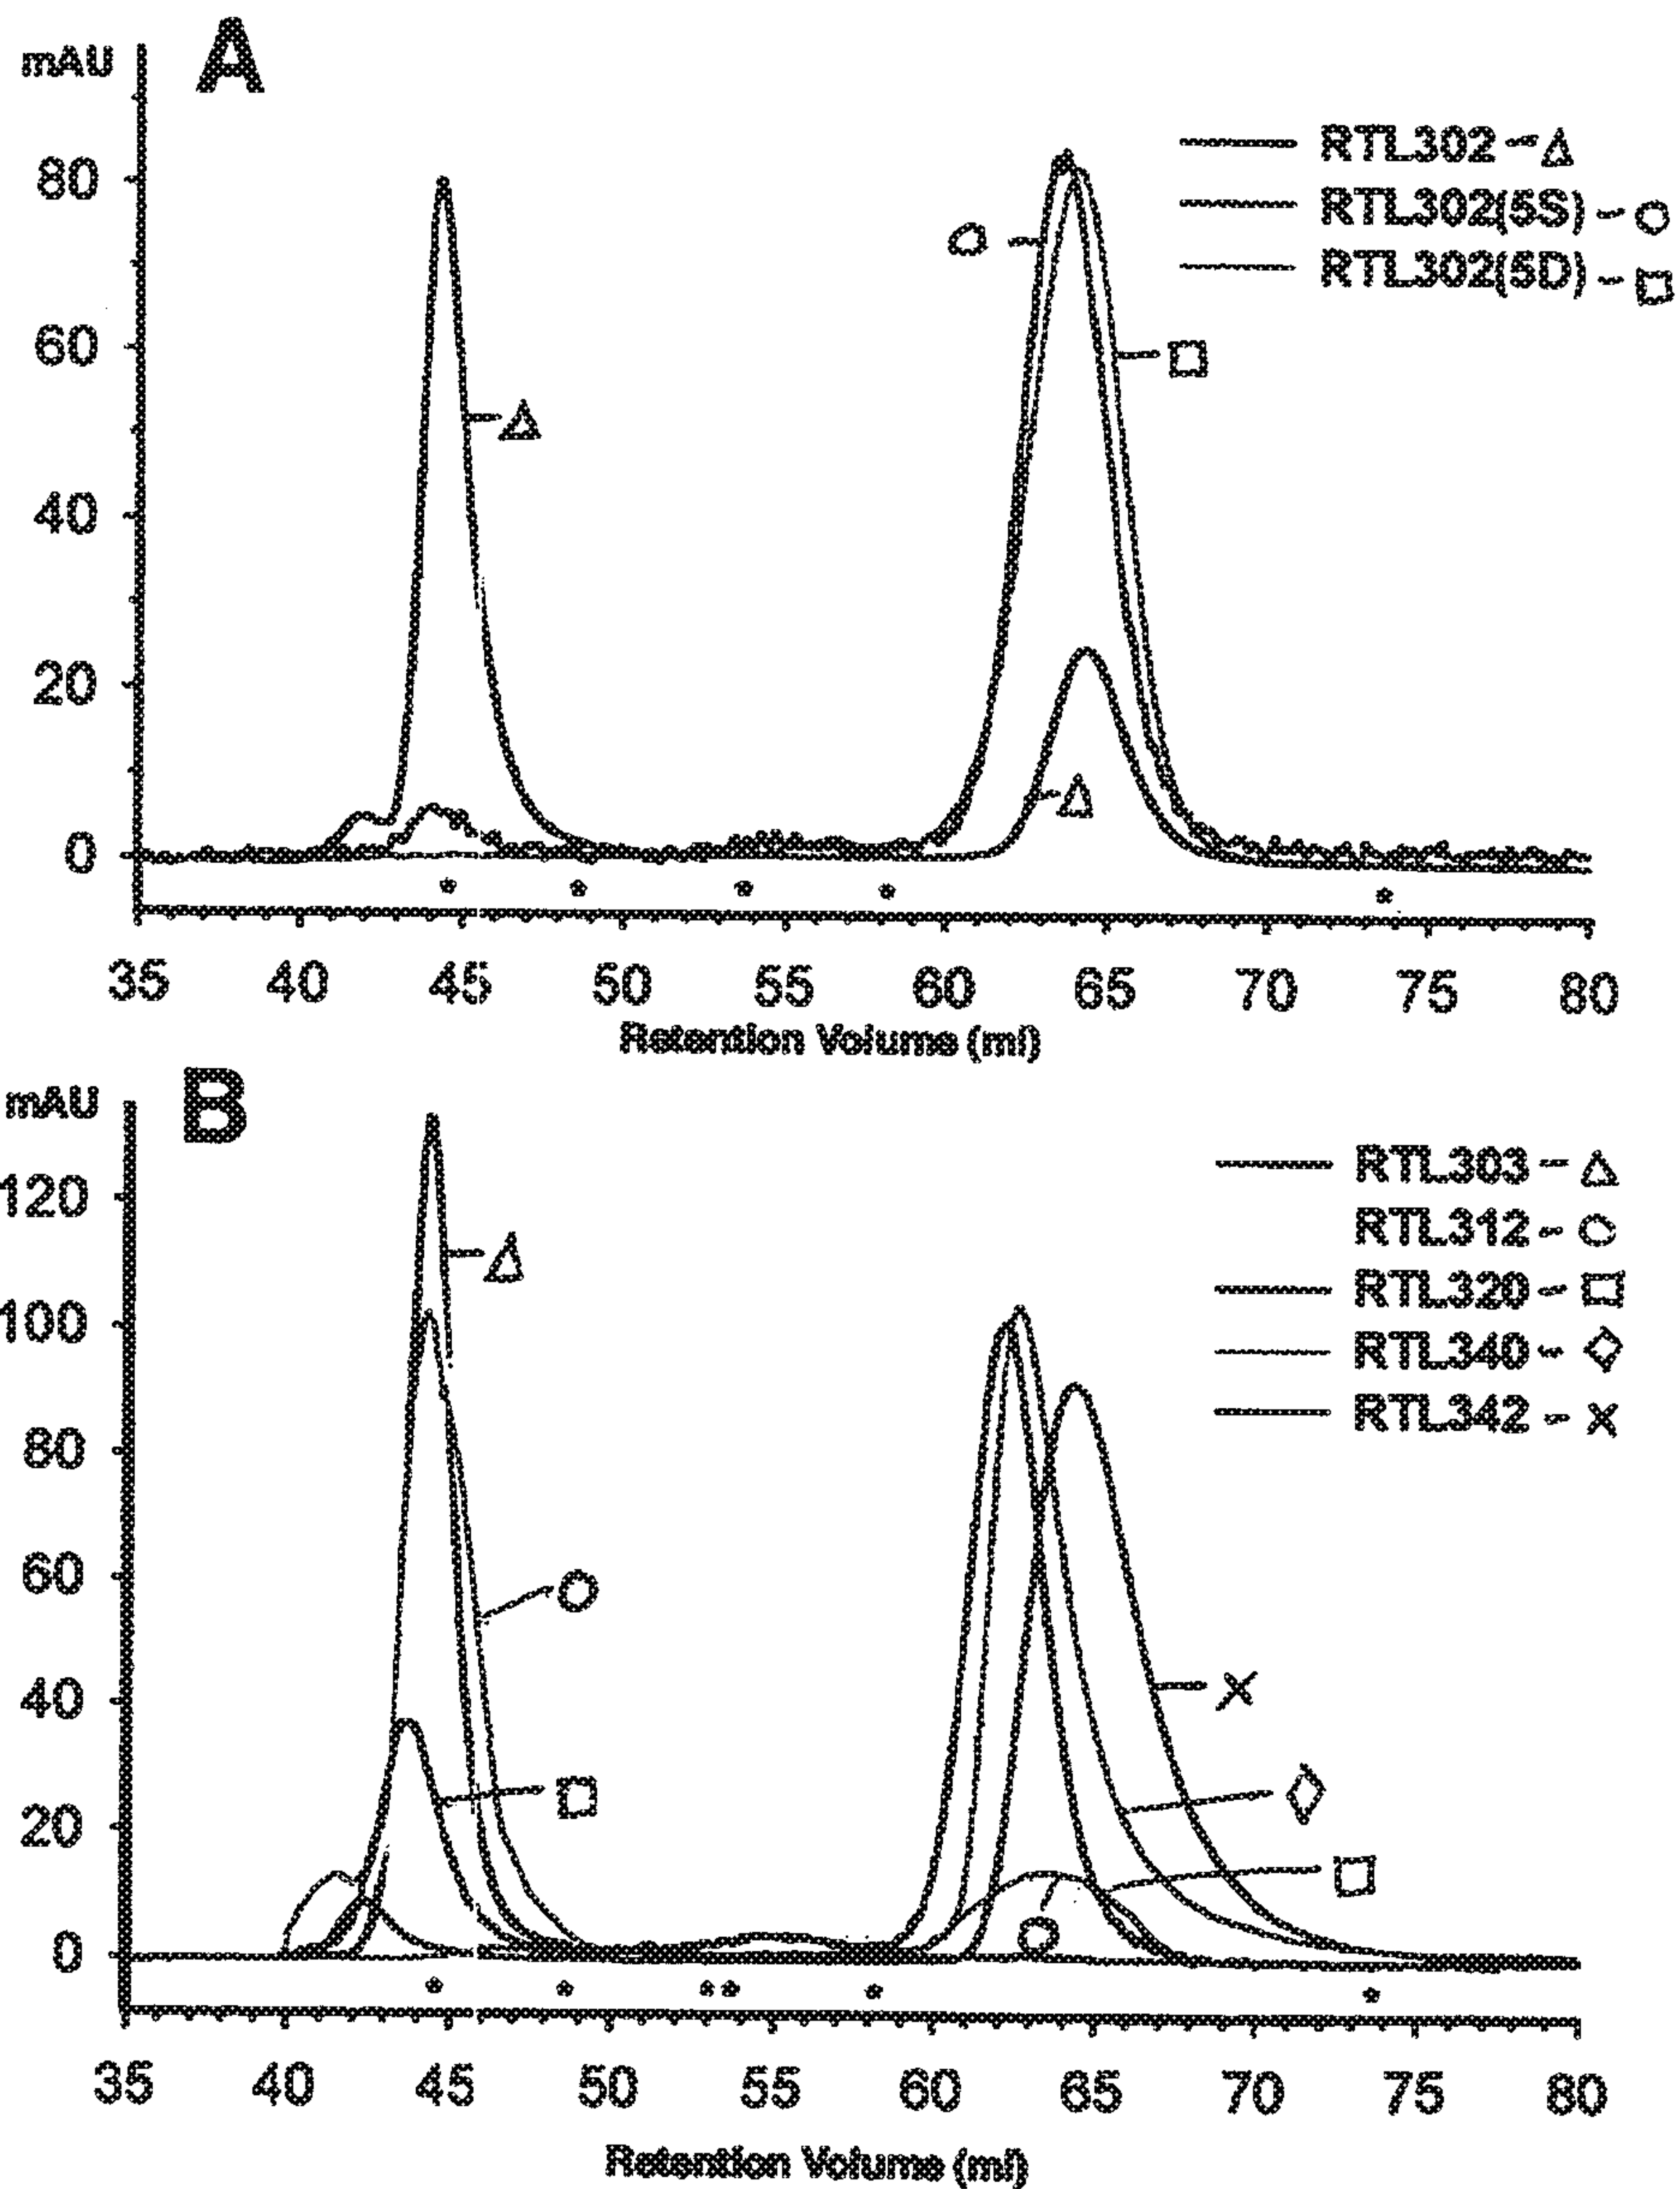 A
mAU
RTL302 - △
RTL302(5S) - ○
RTL302(5D) - □
80
60
40
20
0
○
□
△
△
* * * * *
35 40 45 50 55 60 65 70 75 80
Retention Volume (ml)
B
mAU
RTL303 - △
RTL312 - ○
RTL320 - □
RTL340 - ◇
RTL342 - X
120
100
80
60
40
20
0
△
○
□
X
◇
□
○
* * * * * *
35 40 45 50 55 60 65 70 75 80
Retention Volume (ml)